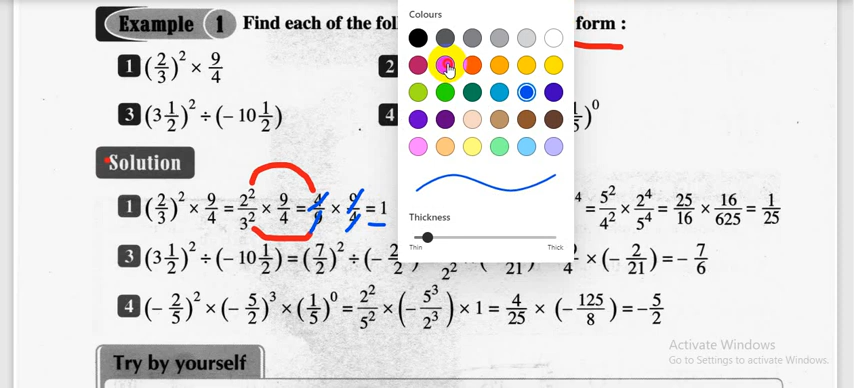 Example 1 Find each of the fol form :
1 (2/3)² × 9/4 2
3 (3 1/2)² ÷ (- 10 1/2) 4 )⁰
Solution
1 (2/3)² × 9/4 = 2²/3² × 9/4 = 4/9 × 9/4 = 1 4 = 5²/4² × 2⁴/5⁴ = 25/16 × 16/625 = 1/25
3 (3 1/2)² ÷ (- 10 1/2) = (7/2)² ÷ (- 2² 21) × (- 2/21) = - 7/6
4 (- 2/5)² × (- 5/2)³ × (1/5)⁰ = 2²/5² × (- 5³/2³) × 1 = 4/25 × (- 125/8) = - 5/2
Try by yourself
Colours
Thickness
Thin Thick
Activate Windows
Go to Settings to activate Windows.